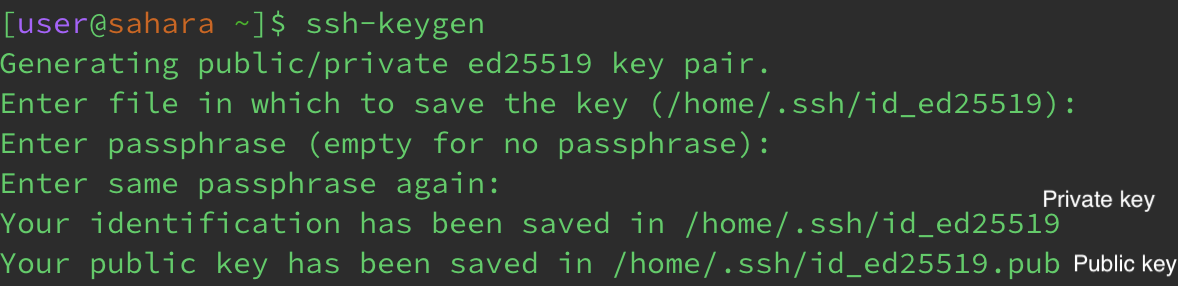 [user@sahara ~]$ ssh-keygen
Generating public/private ed25519 key pair.
Enter file in which to save the key (/home/.ssh/id_ed25519):
Enter passphrase (empty for no passphrase):
Enter same passphrase again:
Private key
Your identification has been saved in /home/.ssh/id_ed25519
Your public key has been saved in /home/.ssh/id_ed25519.pub Public key